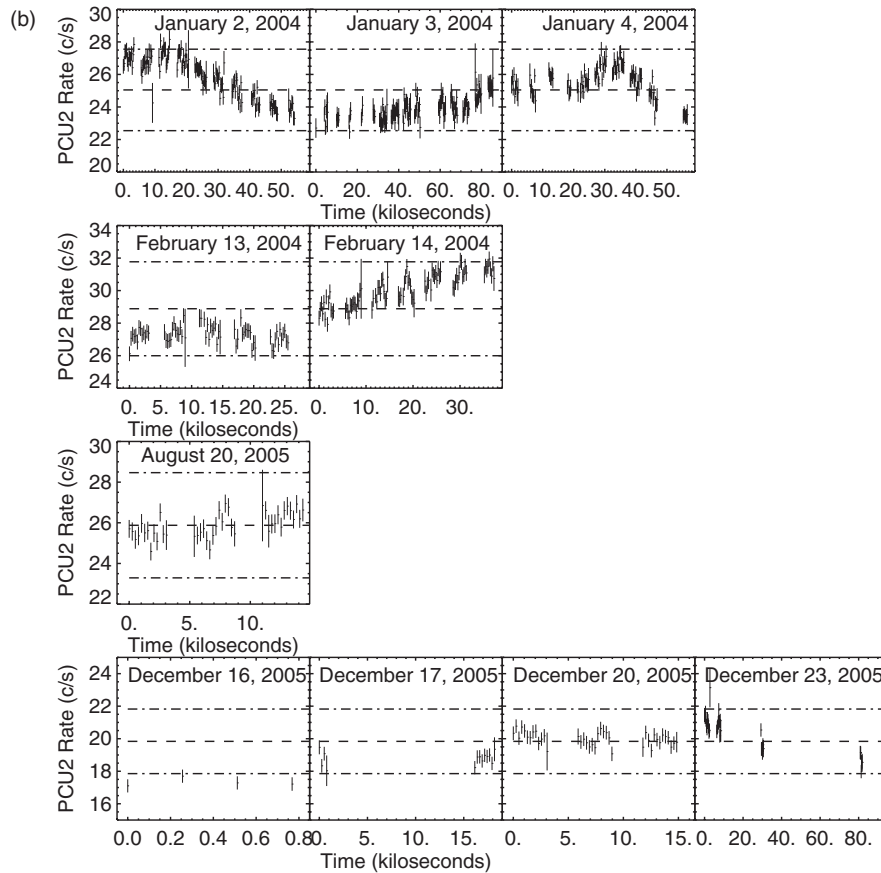 (b)
January 2, 2004 January 3, 2004 January 4, 2004
PCU2 Rate (c/s)
30
28
26
24
22
20
0. 10. 20. 30. 40. 50. 0. 20. 40. 60. 80. 0. 10. 20. 30. 40. 50.
Time (kiloseconds)
February 13, 2004 February 14, 2004
PCU2 Rate (c/s)
34
32
30
28
26
24
0. 5. 10. 15. 20. 25. 0. 10. 20. 30.
Time (kiloseconds) Time (kiloseconds)
August 20, 2005
PCU2 Rate (c/s)
30
28
26
24
22
0. 5. 10.
Time (kiloseconds)
December 16, 2005 December 17, 2005 December 20, 2005 December 23, 2005
PCU2 Rate (c/s)
24
22
20
18
16
0.0 0.2 0.4 0.6 0.8 0. 5. 10. 15. 0. 5. 10. 15. 0. 20. 40. 60. 80.
Time (kiloseconds) Time (kiloseconds)